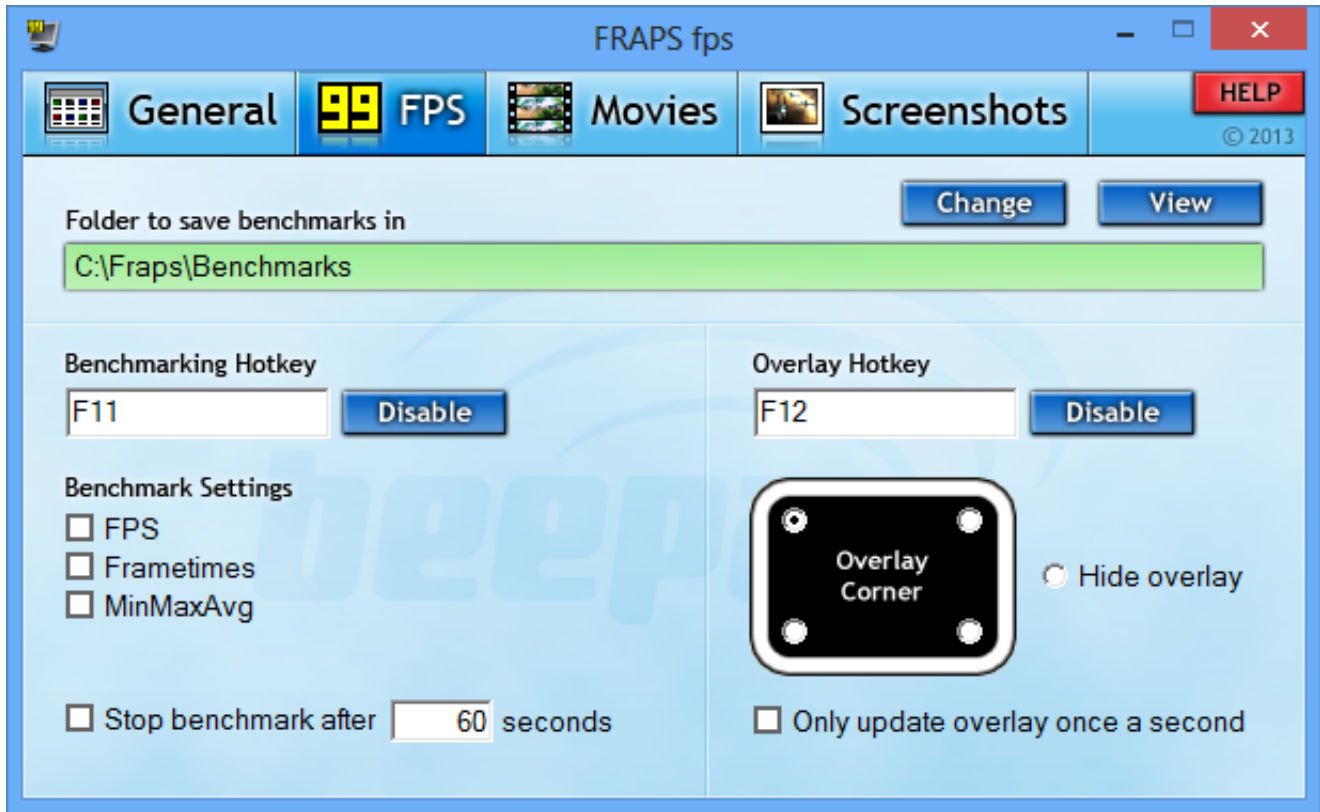 FRAPS fps
General
99
FPS
Movies
Screenshots
HELP
© 2013
Change
View
Folder to save benchmarks in
C:\Fraps\Benchmarks
Benchmarking Hotkey
F11
Disable
Benchmark Settings
FPS
Frametimes
MinMaxAvg
Stop benchmark after 60 seconds
Overlay Hotkey
F12
Disable
Overlay
Corner
Hide overlay
Only update overlay once a second